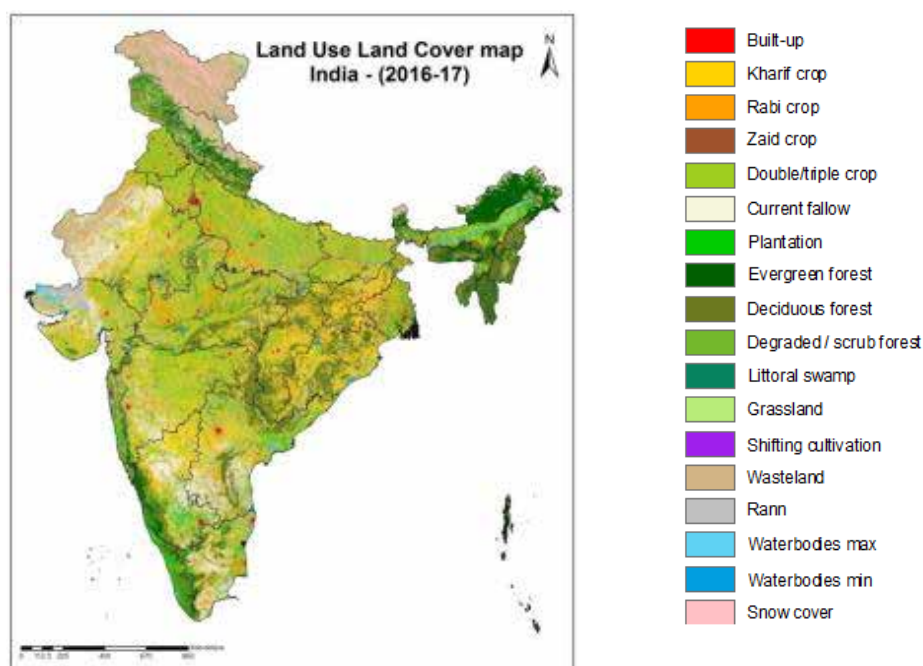 Land Use Land Cover map
India - (2016-17)
N
Built-up
Kharif crop
Rabi crop
Zaid crop
Double/triple crop
Current fallow
Plantation
Evergreen forest
Deciduous forest
Degraded / scrub forest
Littoral swamp
Grassland
Shifting cultivation
Wasteland
Rann
Waterbodies max
Waterbodies min
Snow cover
0